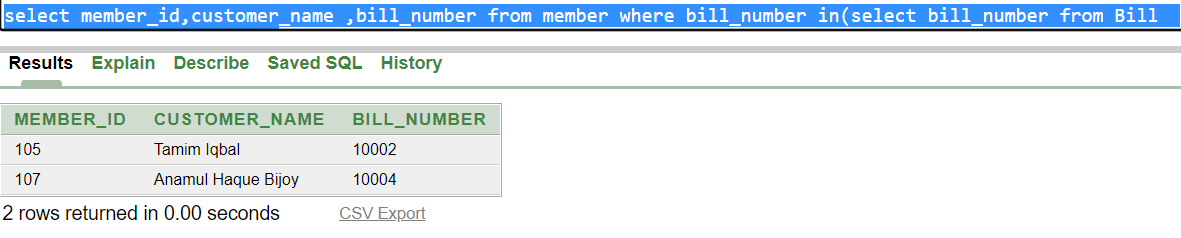 select member_id,customer_name ,bill_number from member where bill_number in(select bill_number from Bill
Results Explain Describe Saved SQL History
MEMBER_ID CUSTOMER_NAME BILL_NUMBER
105 Tamim Iqbal 10002
107 Anamul Haque Bijoy 10004
2 rows returned in 0.00 seconds CSV Export